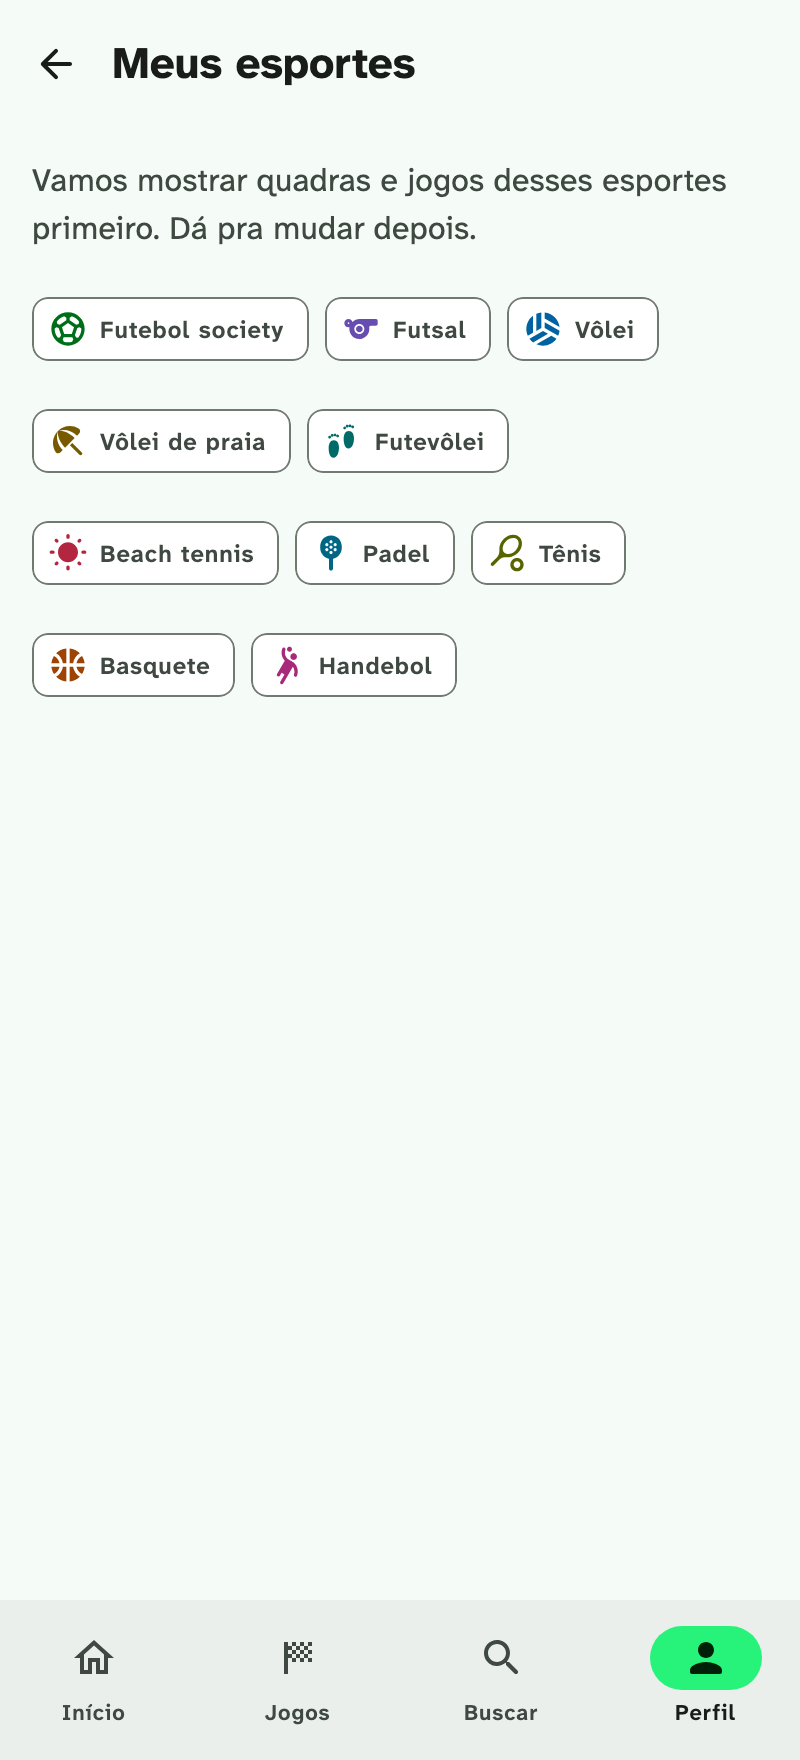 Meus esportes
Vamos mostrar quadras e jogos desses esportes
primeiro. Dá pra mudar depois.
Futebol society
Futsal
Vôlei
Vôlei de praia
Futevôlei
Beach tennis
Padel
Tênis
Basquete
Handebol
Início
Jogos
Buscar
Perfil